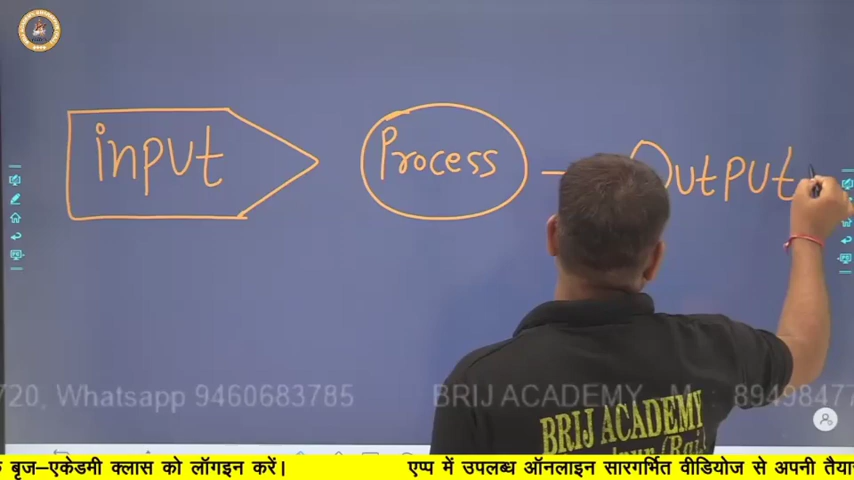 input
Process
Output
720, Whatsapp 9460683785 BRIJ ACADEMY
BRIJ ACADEMY
बृज–एकेडमी क्लास को लॉगइन करें। एप्प में उपलब्ध ऑनलाइन सारगर्भित वीडियोज से अपनी